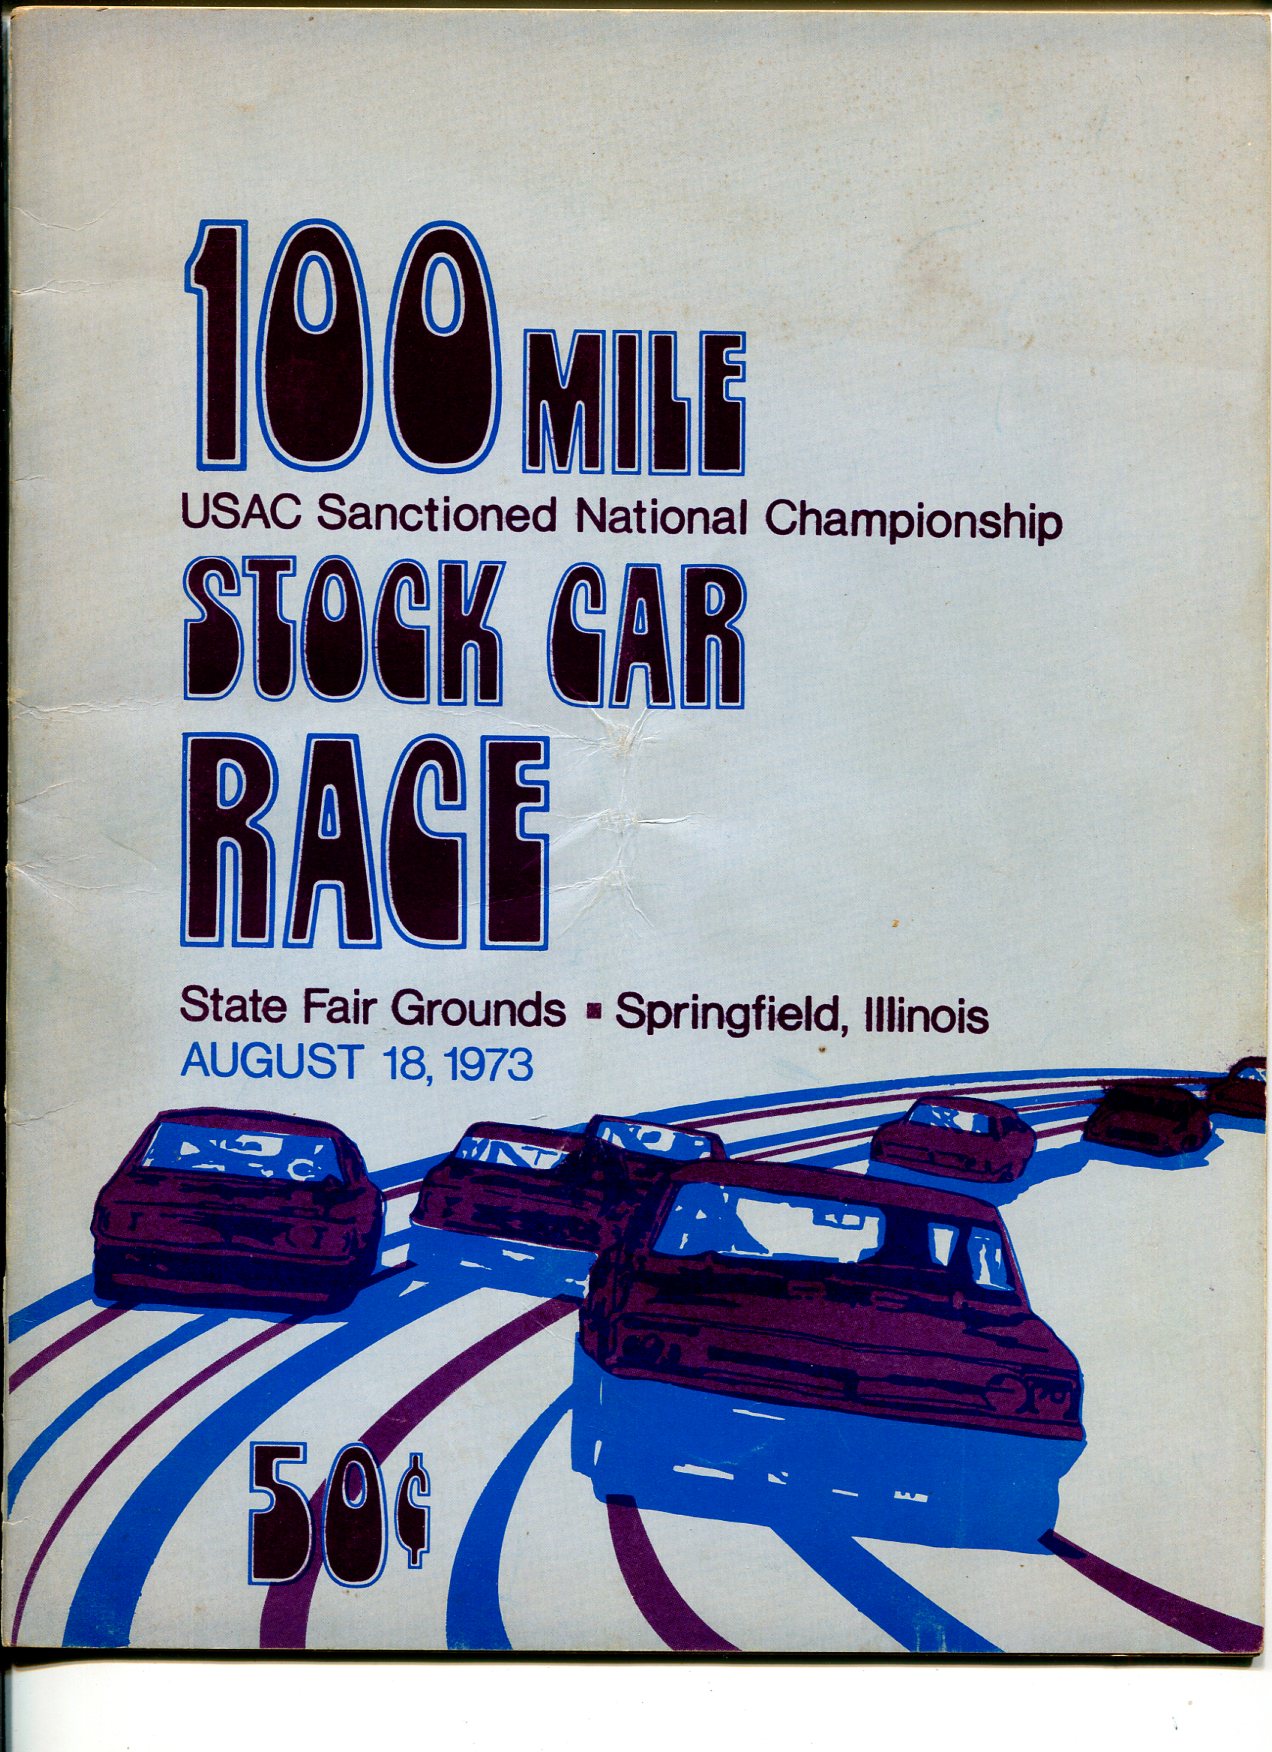 100 MILE
USAC Sanctioned National Championship
STOCK CAR
RACE
State Fair Grounds ▪ Springfield, Illinois
AUGUST 18, 1973
50¢